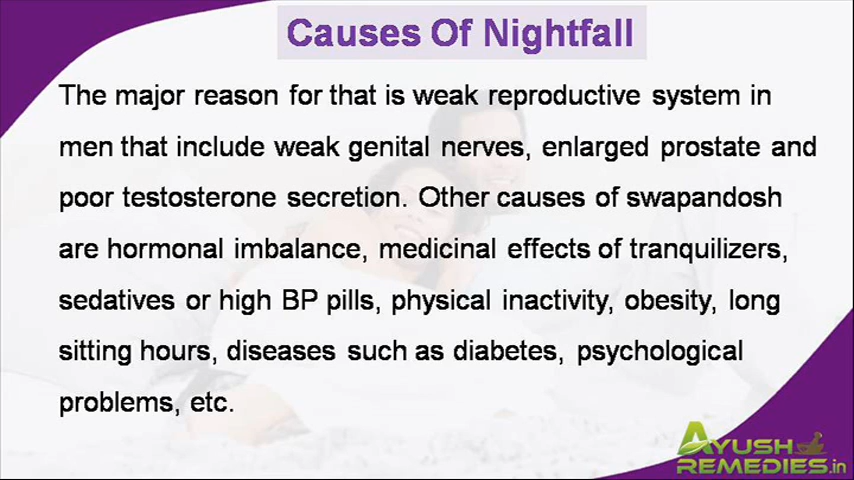 Causes Of Nightfall
The major reason for that is weak reproductive system in
men that include weak genital nerves, enlarged prostate and
poor testosterone secretion. Other causes of swapandosh
are hormonal imbalance, medicinal effects of tranquilizers,
sedatives or high BP pills, physical inactivity, obesity, long
sitting hours, diseases such as diabetes, psychological
problems, etc.
AYUSH
REMEDIES.in